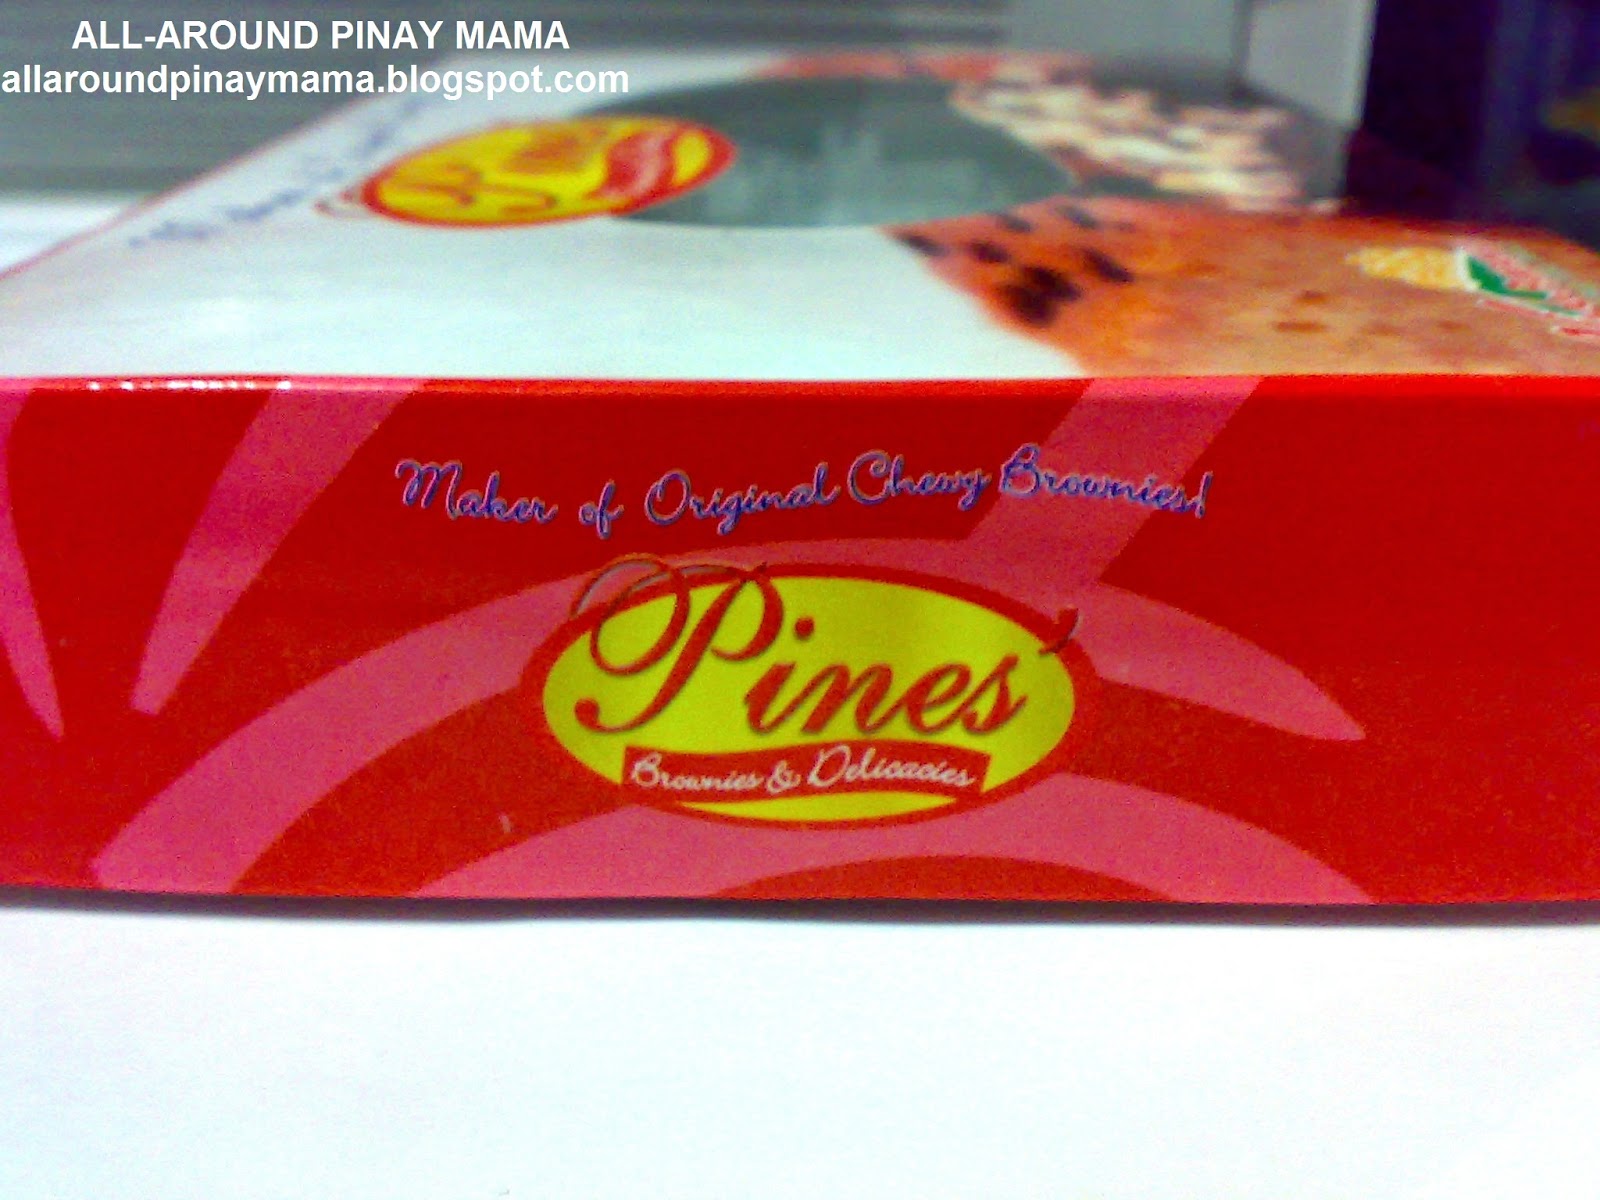 ALL-AROUND PINAY MAMA
allaroundpinaymama.blogspot.com
Maker of Original Chewy Brownies!
Pines'
Brownies & Delicacies